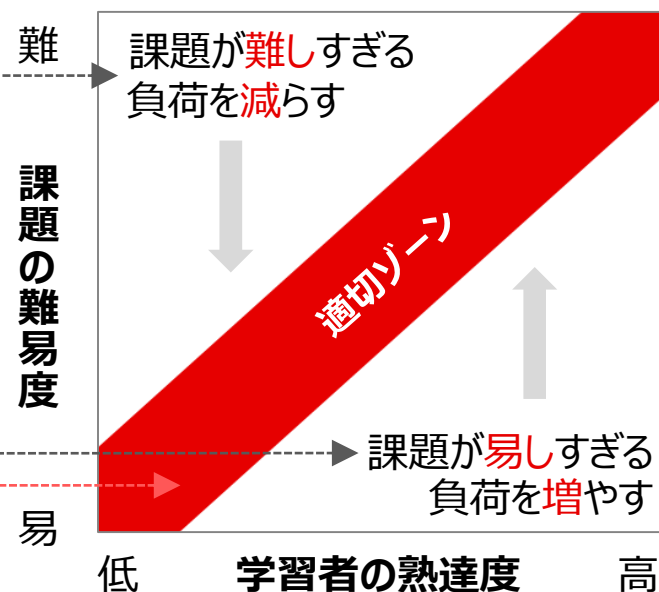 難
課題が難しすぎる
負荷を減らす
課題の難易度
適切ゾーン
課題が易しすぎる
負荷を増やす
易
低
学習者の熟達度
高